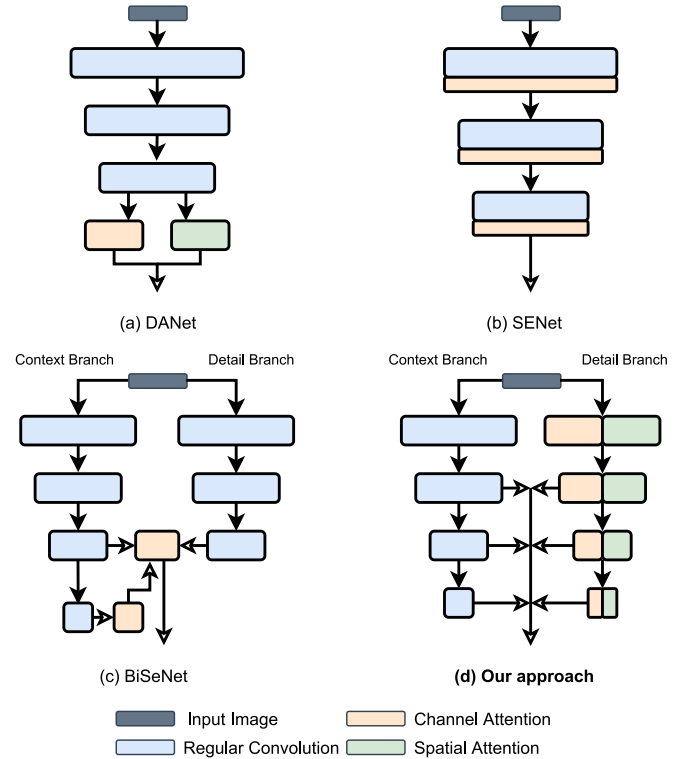 (a) DANet
(b) SENet
Context Branch
Detail Branch
Context Branch
Detail Branch
(c) BiSeNet
(d) Our approach
Input Image
Channel Attention
Regular Convolution
Spatial Attention